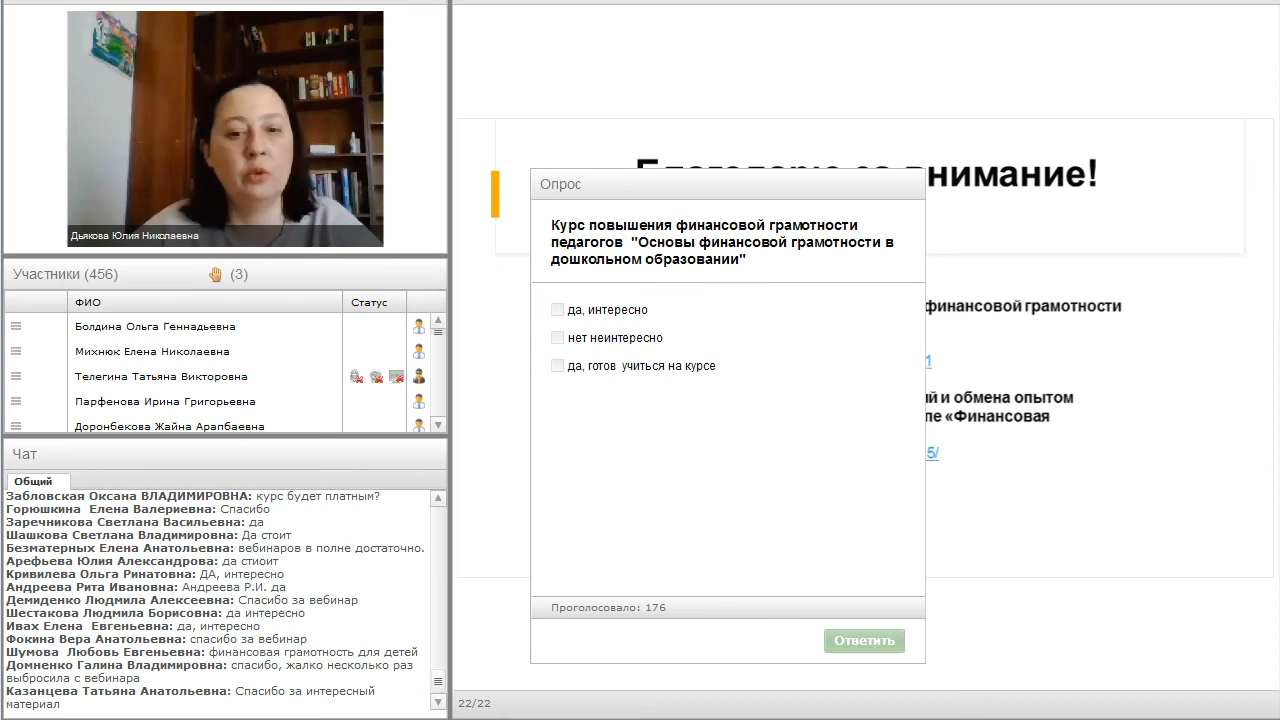 Дьякова Юлия Николаевна
Участники (456)
(3)
ФИО
Статус
Болдина Ольга Геннадьевна
Михнюк Елена Николаевна
Телегина Татьяна Викторовна
Парфенова Ирина Григорьевна
Доронбекова Жайна Арапбаевна
Чат
Общий
Забловская Оксана ВЛАДИМИРОВНА: курс будет платным?
Горюшкина Елена Валериевна: Спасибо
Заречникова Светлана Васильевна: да
Шашкова Светлана Владимировна: Да стоит
Безматерных Елена Анатольевна: вебинаров в полне достаточно.
Арефьева Юлия Александрова: да стиоит
Кривилева Ольга Ринатовна: ДА, интересно
Андреева Рита Ивановна: Андреева Р.И. да
Демиденко Людмила Алексеевна: Спасибо за вебинар
Шестакова Людмила Борисовна: да интересно
Ивах Елена Евгеньевна: да, интересно
Фокина Вера Анатольевна: спасибо за вебинар
Шумова Любовь Евгеньевна: финансовая грамотность для детей
Домненко Галина Владимировна: спасибо, жалко несколько раз
выбросила с вебинара
Казанцева Татьяна Анатольевна: Спасибо за интересный
материал
Благодарю за внимание!
Опрос
Курс повышения финансовой грамотности
педагогов "Основы финансовой грамотности в
дошкольном образовании"
да, интересно
нет неинтересно
да, готов учиться на курсе
Проголосовало: 176
Ответить
финансовой грамотности
1
ий и обмена опытом
пе «Финансовая
5/
22/22